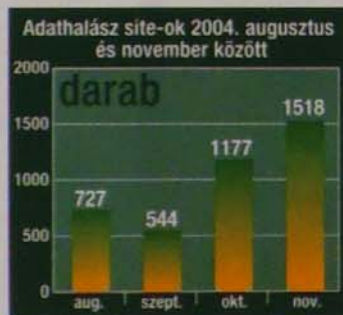 Adathalász site-ok 2004. augusztus
és november között
darab
2000
1500
1000
500
0
727
544
1177
1518
aug.
szept.
okt.
nov.